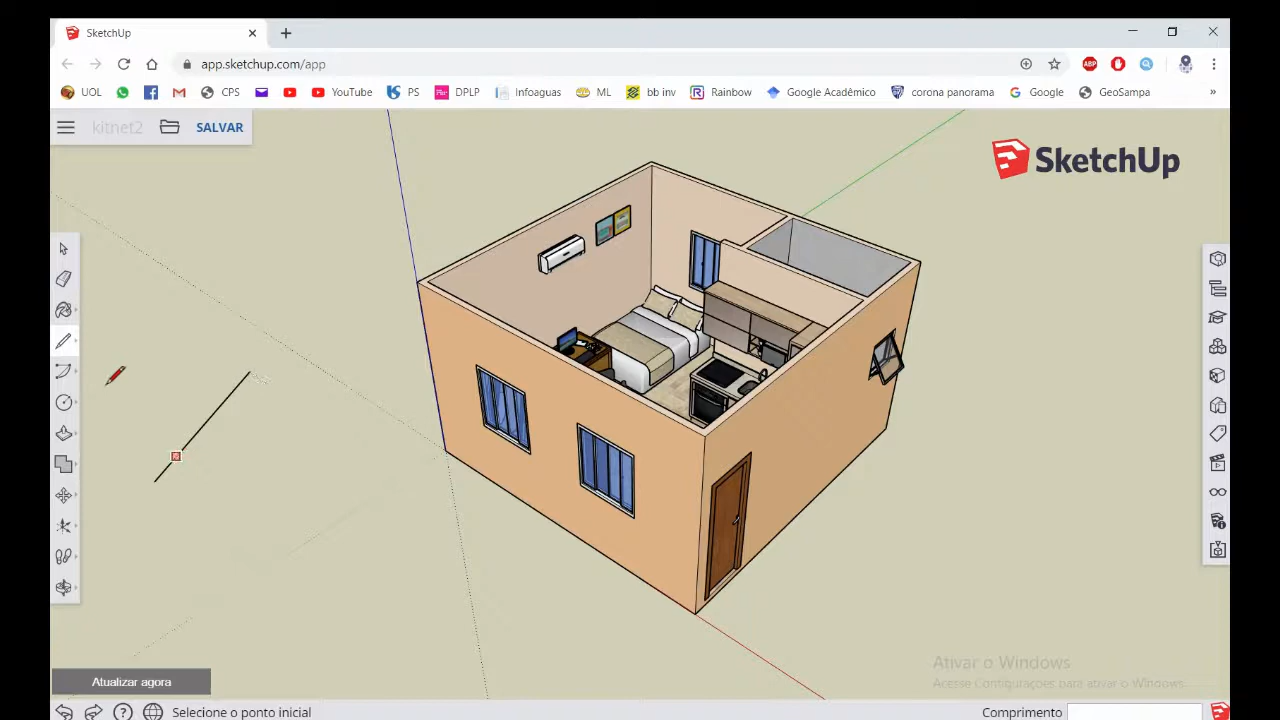 SketchUp
app.sketchup.com/app
UOL CPS YouTube PS DPLP Infoaguas ML bb inv Rainbow Google Acadêmico corona panorama Google GeoSampa »
kitnet2 SALVAR
SketchUp
Ativar o Windows
Acesse Configurações para ativar o Windows.
Atualizar agora
Selecione o ponto inicial Comprimento